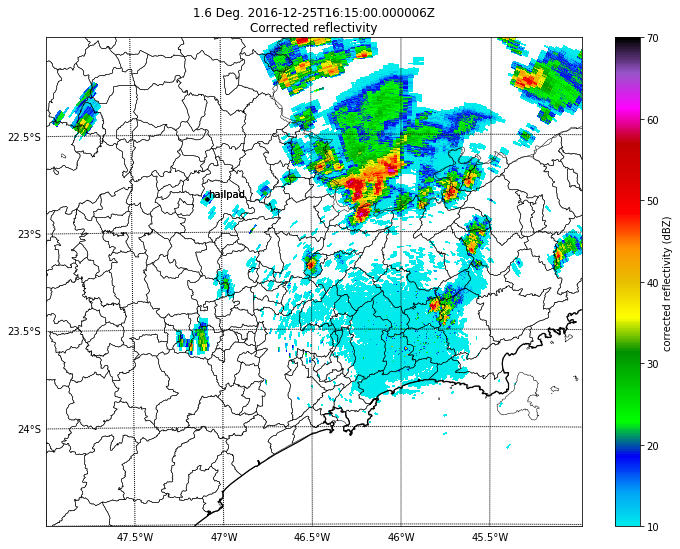 1.6 Deg. 2016-12-25T16:15:00.000006Z
Corrected reflectivity
22.5°S
23°S
23.5°S
24°S
hailpad
47.5°W
47°W
46.5°W
46°W
45.5°W
70
60
50
40
30
20
10
corrected reflectivity (dBZ)